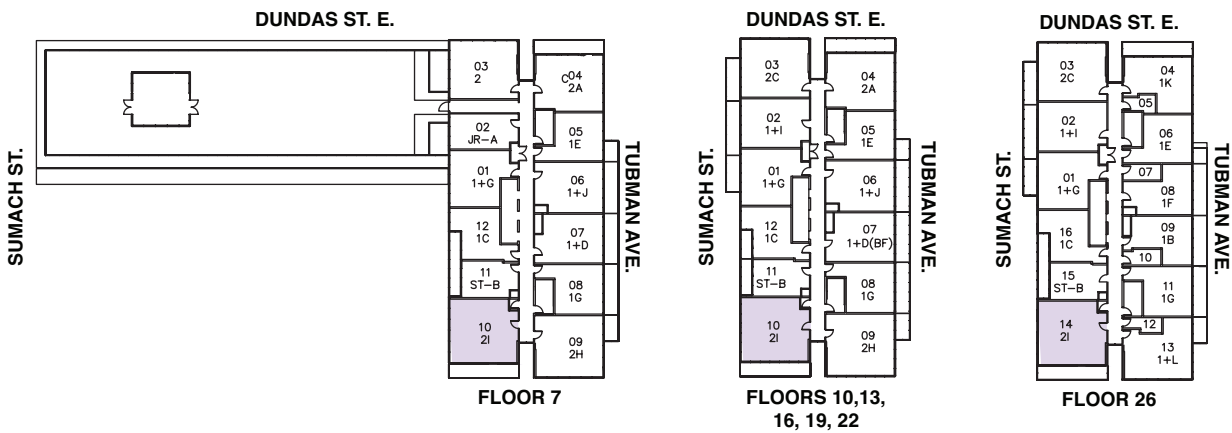 DUNDAS ST. E.
SUMACH ST.
03
2
C04
2A
02
JR-A
05
1E
01
1+G
06
1+J
12
1C
07
1+D
11
ST-B
08
1G
10
2I
09
2H
TUBMAN AVE.
FLOOR 7
DUNDAS ST. E.
SUMACH ST.
03
2C
04
2A
02
1+I
05
1E
01
1+G
06
1+J
12
1C
07
1+D(BF)
11
ST-B
08
1G
10
2I
09
2H
TUBMAN AVE.
FLOORS 10,13,
16, 19, 22
DUNDAS ST. E.
SUMACH ST.
03
2C
04
1K
05
02
1+I
06
1E
07
01
1+G
08
1F
16
1C
09
1B
10
15
ST-B
11
1G
12
14
2I
13
1+L
TUBMAN AVE.
FLOOR 26